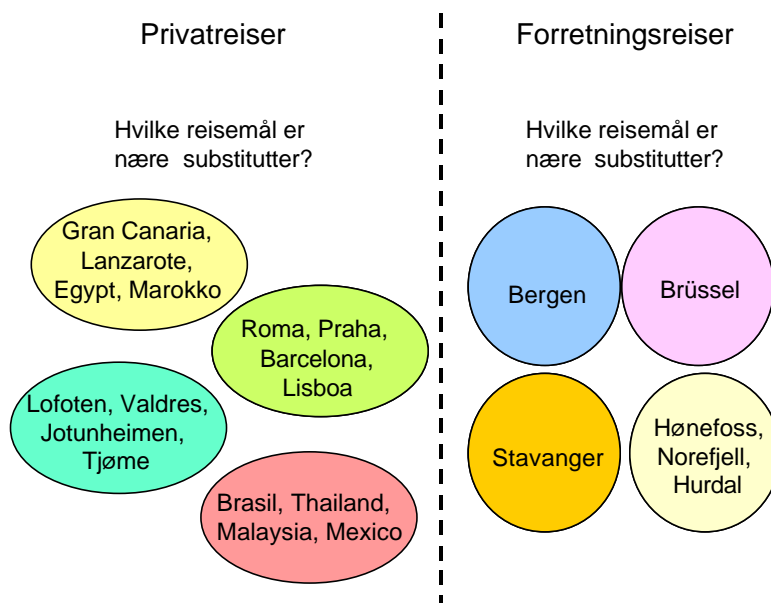 Privatreiser
Hvilke reisemål er
nære substitutter?
Gran Canaria,
Lanzarote,
Egypt, Marokko
Roma, Praha,
Barcelona,
Lisboa
Lofoten, Valdres,
Jotunheimen,
Tjøme
Brasil, Thailand,
Malaysia, Mexico
Forretningsreiser
Hvilke reisemål er
nære substitutter?
Bergen
Brüssel
Stavanger
Hønefoss,
Norefjell,
Hurdal